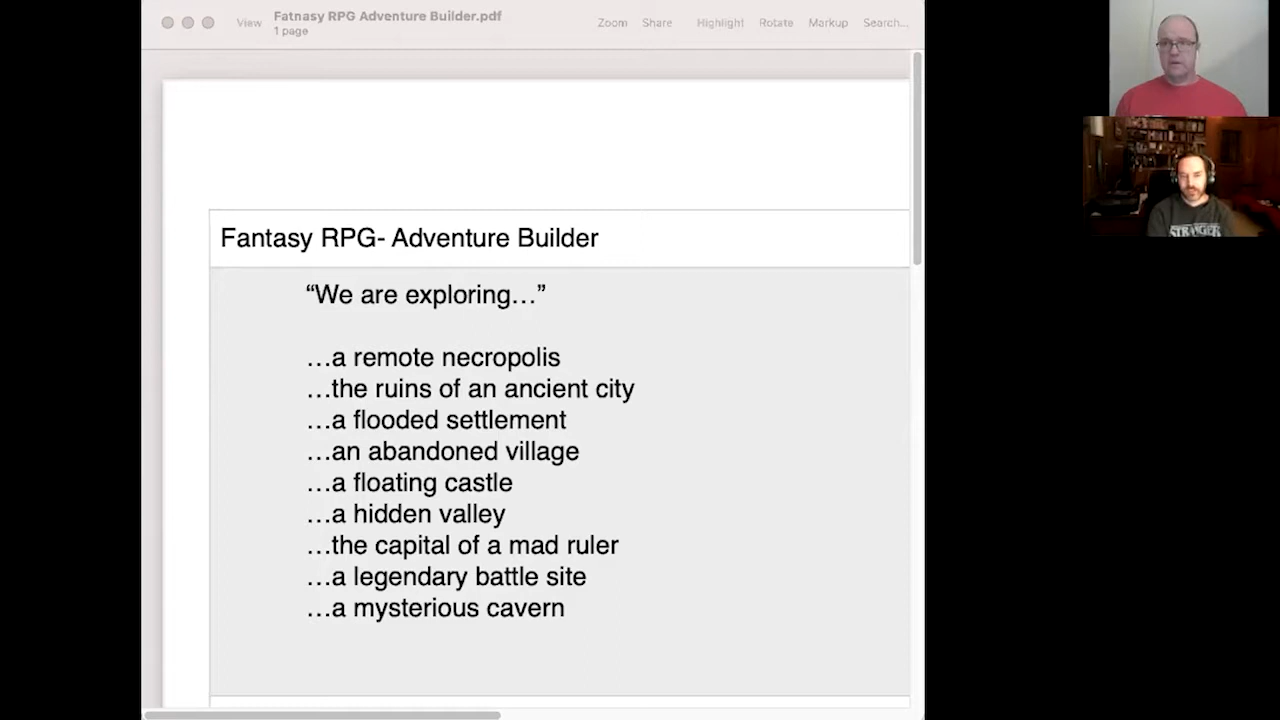 View
Fatnasy RPG Adventure Builder.pdf
1 page
Zoom Share Highlight Rotate Markup Search...
Fantasy RPG- Adventure Builder
“We are exploring…”
…a remote necropolis
…the ruins of an ancient city
…a flooded settlement
…an abandoned village
…a floating castle
…a hidden valley
…the capital of a mad ruler
…a legendary battle site
…a mysterious cavern
STRANGER